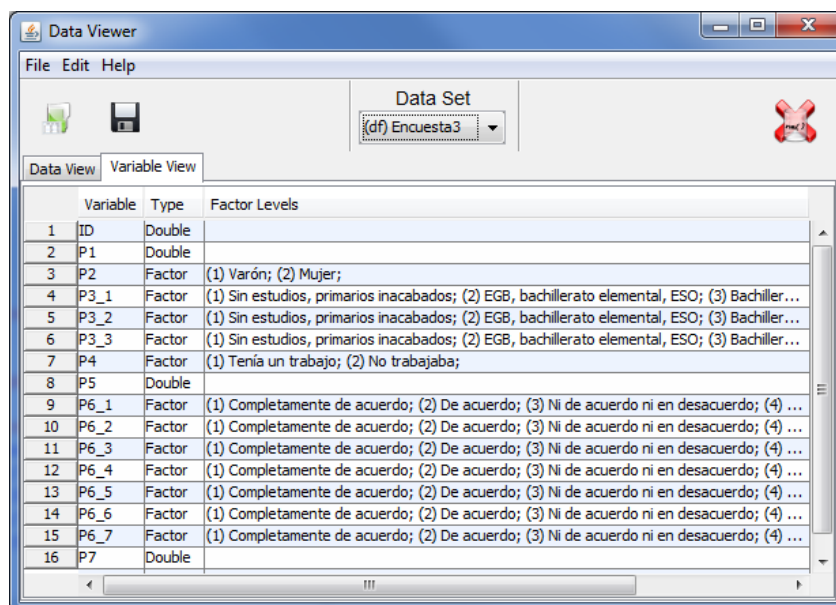 Data Viewer
File Edit Help
Data Set
(df) Encuesta3
Data View Variable View
Variable Type Factor Levels
1 ID Double
2 P1 Double
3 P2 Factor (1) Varón; (2) Mujer;
4 P3_1 Factor (1) Sin estudios, primarios inacabados; (2) EGB, bachillerato elemental, ESO; (3) Bachiller...
5 P3_2 Factor (1) Sin estudios, primarios inacabados; (2) EGB, bachillerato elemental, ESO; (3) Bachiller...
6 P3_3 Factor (1) Sin estudios, primarios inacabados; (2) EGB, bachillerato elemental, ESO; (3) Bachiller...
7 P4 Factor (1) Tenía un trabajo; (2) No trabajaba;
8 P5 Double
9 P6_1 Factor (1) Completamente de acuerdo; (2) De acuerdo; (3) Ni de acuerdo ni en desacuerdo; (4) ...
10 P6_2 Factor (1) Completamente de acuerdo; (2) De acuerdo; (3) Ni de acuerdo ni en desacuerdo; (4) ...
11 P6_3 Factor (1) Completamente de acuerdo; (2) De acuerdo; (3) Ni de acuerdo ni en desacuerdo; (4) ...
12 P6_4 Factor (1) Completamente de acuerdo; (2) De acuerdo; (3) Ni de acuerdo ni en desacuerdo; (4) ...
13 P6_5 Factor (1) Completamente de acuerdo; (2) De acuerdo; (3) Ni de acuerdo ni en desacuerdo; (4) ...
14 P6_6 Factor (1) Completamente de acuerdo; (2) De acuerdo; (3) Ni de acuerdo ni en desacuerdo; (4) ...
15 P6_7 Factor (1) Completamente de acuerdo; (2) De acuerdo; (3) Ni de acuerdo ni en desacuerdo; (4) ...
16 P7 Double